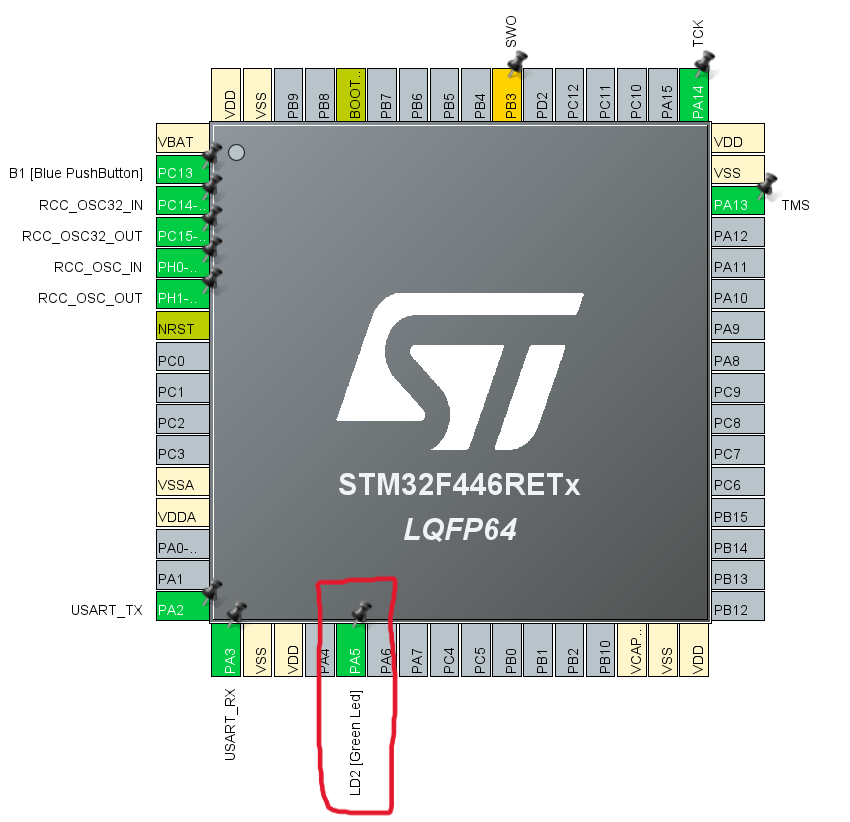 SWO
TCK
VDD
VSS
PB9
PB8
BOOT..
PB7
PB6
PB5
PB4
PB3
PD2
PC12
PC11
PC10
PA15
PA14
VBAT
B1 [Blue PushButton]
PC13
RCC_OSC32_IN
PC14-..
RCC_OSC32_OUT
PC15-..
RCC_OSC_IN
PH0-..
RCC_OSC_OUT
PH1-..
NRST
PC0
PC1
PC2
PC3
VSSA
VDDA
PA0-..
PA1
USART_TX
PA2
VDD
VSS
PA13
TMS
PA12
PA11
PA10
PA9
PA8
PC9
PC8
PC7
PC6
PB15
PB14
PB13
PB12
ST
STM32F446RETx
LQFP64
PA3
VSS
VDD
PA4
PA5
PA6
PA7
PC4
PC5
PB0
PB1
PB2
PB10
VCAP..
VSS
VDD
USART_RX
LD2 [Green Led]